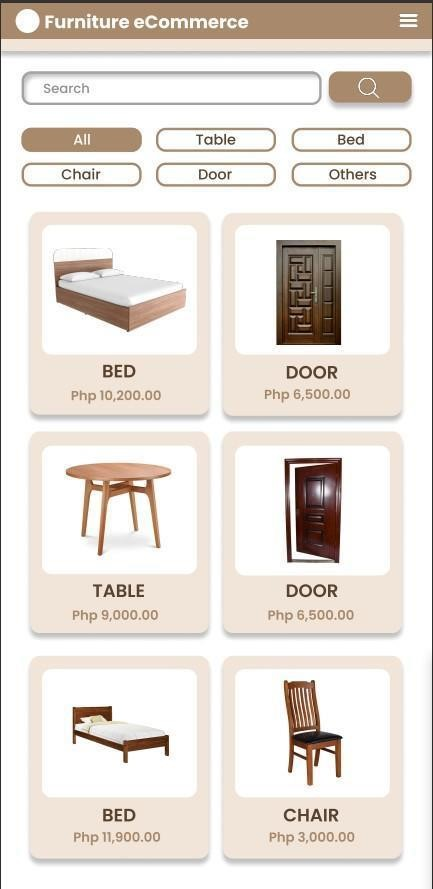 Furniture eCommerce
Search
All
Table
Bed
Chair
Door
Others
BED
Php 10,200.00
DOOR
Php 6,500.00
TABLE
Php 9,000.00
DOOR
Php 6,500.00
BED
Php 11,900.00
CHAIR
Php 3,000.00